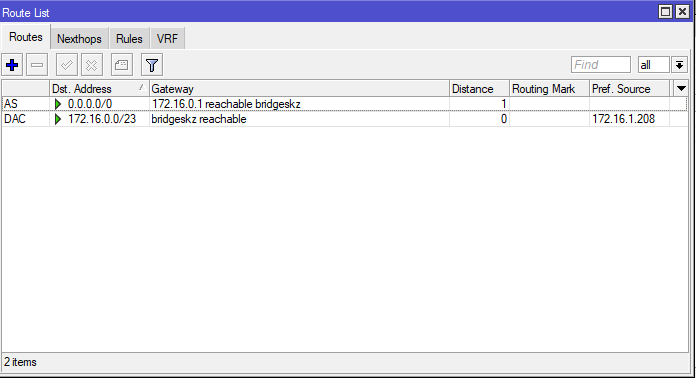 Route List
Routes Nexthops Rules VRF
Find all
Dst. Address Gateway Distance Routing Mark Pref. Source
AS 0.0.0.0/0 172.16.0.1 reachable bridgeskz 1
DAC 172.16.0.0/23 bridgeskz reachable 0 172.16.1.208
2 items